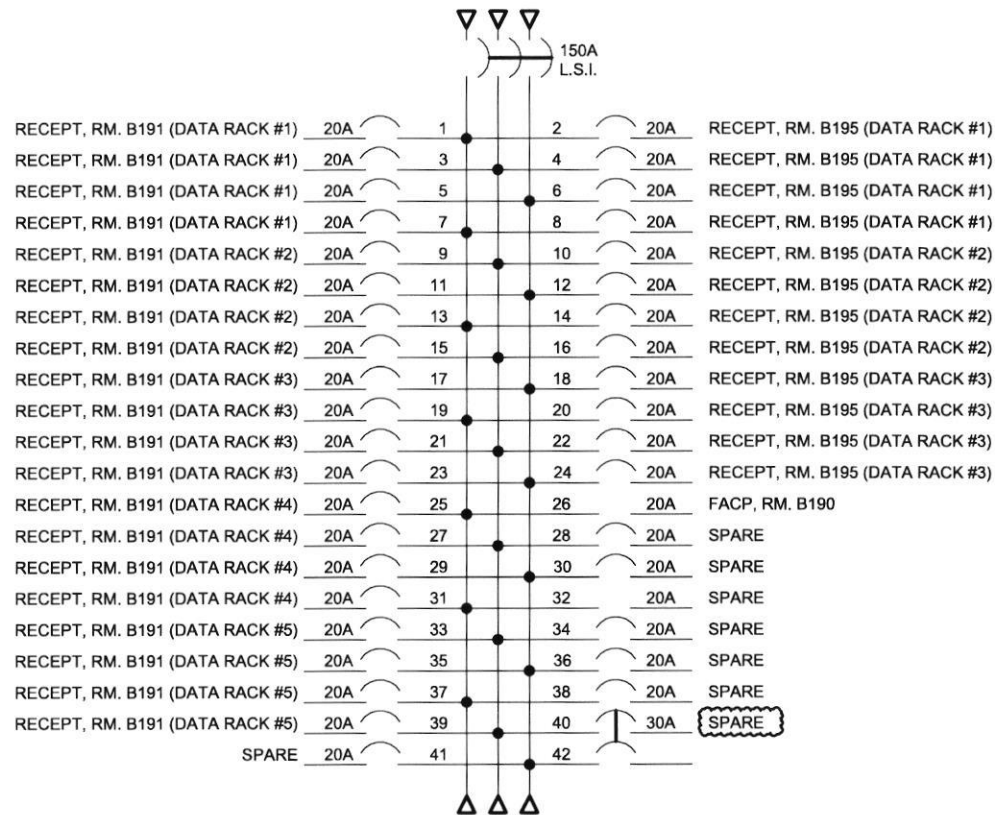 150A
L.S.I.
RECEPT, RM. B191 (DATA RACK #1) 20A 1 2 20A RECEPT, RM. B195 (DATA RACK #1)
RECEPT, RM. B191 (DATA RACK #1) 20A 3 4 20A RECEPT, RM. B195 (DATA RACK #1)
RECEPT, RM. B191 (DATA RACK #1) 20A 5 6 20A RECEPT, RM. B195 (DATA RACK #1)
RECEPT, RM. B191 (DATA RACK #1) 20A 7 8 20A RECEPT, RM. B195 (DATA RACK #1)
RECEPT, RM. B191 (DATA RACK #2) 20A 9 10 20A RECEPT, RM. B195 (DATA RACK #2)
RECEPT, RM. B191 (DATA RACK #2) 20A 11 12 20A RECEPT, RM. B195 (DATA RACK #2)
RECEPT, RM. B191 (DATA RACK #2) 20A 13 14 20A RECEPT, RM. B195 (DATA RACK #2)
RECEPT, RM. B191 (DATA RACK #2) 20A 15 16 20A RECEPT, RM. B195 (DATA RACK #2)
RECEPT, RM. B191 (DATA RACK #3) 20A 17 18 20A RECEPT, RM. B195 (DATA RACK #3)
RECEPT, RM. B191 (DATA RACK #3) 20A 19 20 20A RECEPT, RM. B195 (DATA RACK #3)
RECEPT, RM. B191 (DATA RACK #3) 20A 21 22 20A RECEPT, RM. B195 (DATA RACK #3)
RECEPT, RM. B191 (DATA RACK #3) 20A 23 24 20A RECEPT, RM. B195 (DATA RACK #3)
RECEPT, RM. B191 (DATA RACK #4) 20A 25 26 20A FACP, RM. B190
RECEPT, RM. B191 (DATA RACK #4) 20A 27 28 20A SPARE
RECEPT, RM. B191 (DATA RACK #4) 20A 29 30 20A SPARE
RECEPT, RM. B191 (DATA RACK #4) 20A 31 32 20A SPARE
RECEPT, RM. B191 (DATA RACK #5) 20A 33 34 20A SPARE
RECEPT, RM. B191 (DATA RACK #5) 20A 35 36 20A SPARE
RECEPT, RM. B191 (DATA RACK #5) 20A 37 38 20A SPARE
RECEPT, RM. B191 (DATA RACK #5) 20A 39 40 30A SPARE
SPARE 20A 41 42